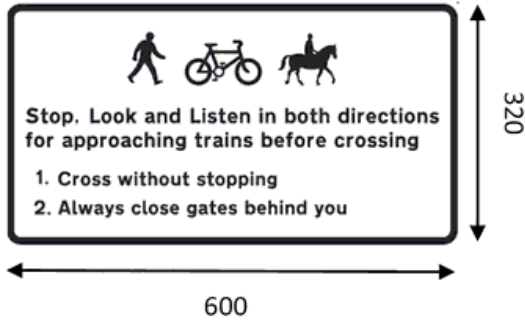 Stop. Look and Listen in both directions
for approaching trains before crossing
1. Cross without stopping
2. Always close gates behind you
320
600